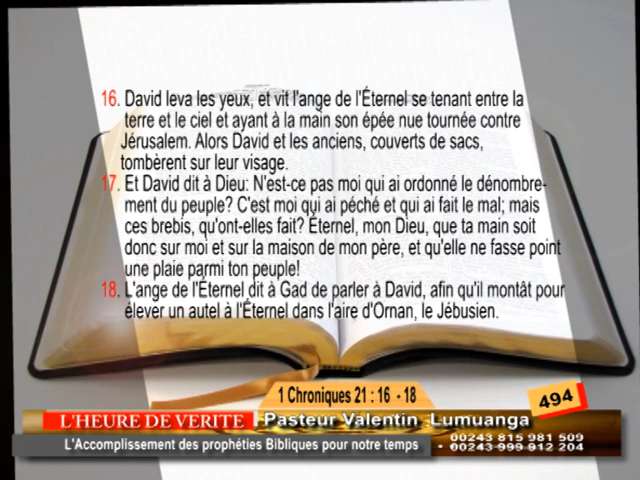 16. David leva les yeux, et vit l'ange de l'Éternel se tenant entre la
terre et le ciel et ayant à la main son épée nue tournée contre
Jérusalem. Alors David et les anciens, couverts de sacs,
tombèrent sur leur visage.
17. Et David dit à Dieu: N'est-ce pas moi qui ai ordonné le dénombre-
ment du peuple? C'est moi qui ai péché et qui ai fait le mal; mais
ces brebis, qu'ont-elles fait? Éternel, mon Dieu, que ta main soit
donc sur moi et sur la maison de mon père, et qu'elle ne fasse point
une plaie parmi ton peuple!
18. L'ange de l'Éternel dit à Gad de parler à David, afin qu'il montât pour
élever un autel à l'Éternel dans l'aire d'Ornan, le Jébusien.
1 Chroniques 21 : 16 - 18
494
L'HEURE DE VERITE Pasteur Valentin Lumuanga
L'Accomplissement des prophéties Bibliques pour notre temps
00243 815 981 509
- 00243 999 912 204